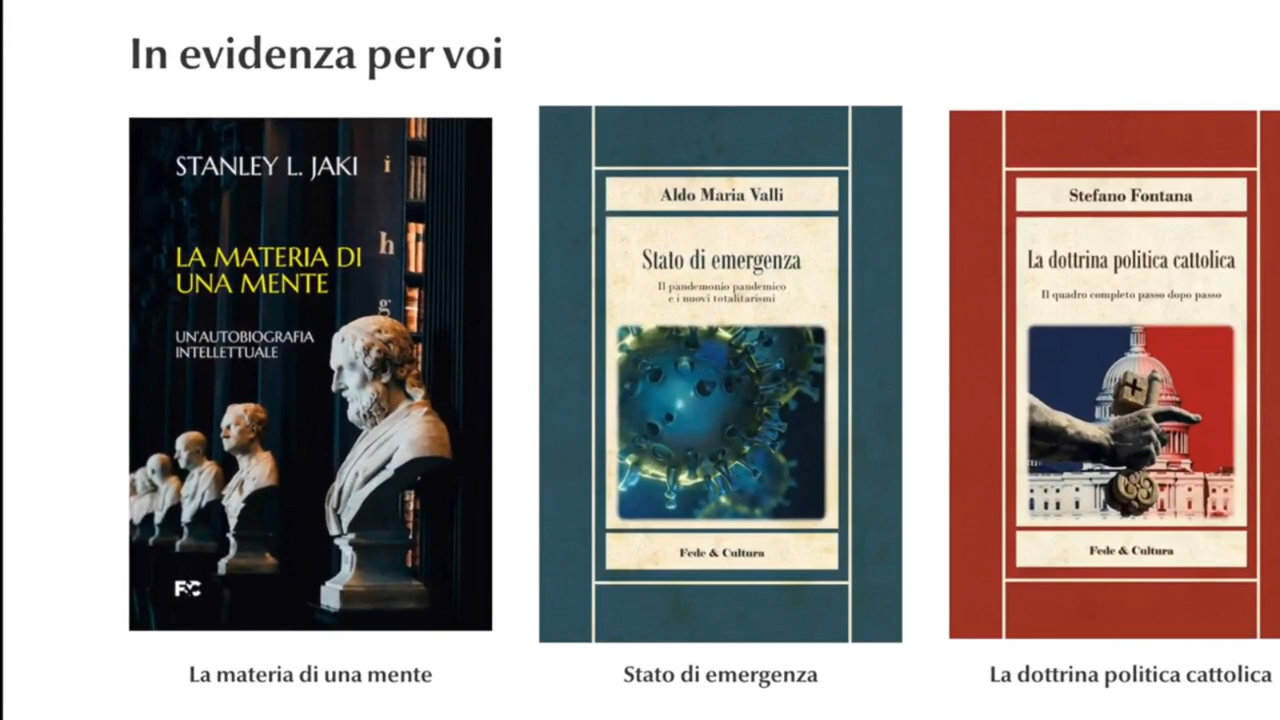 In evidenza per voi
STANLEY L. JAKI
i
h
g
LA MATERIA DI
UNA MENTE
UN'AUTOBIOGRAFIA
INTELLETTUALE
F&C
La materia di una mente
Aldo Maria Valli
Stato di emergenza
Il pandemonio pandemico
e i nuovi totalitarismi
Fede & Cultura
Stato di emergenza
Stefano Fontana
La dottrina politica cattolica
Il quadro completo passo dopo passo
Fede & Cultura
La dottrina politica cattolica